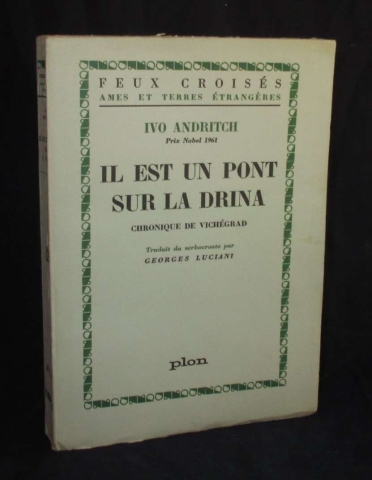 FEUX CROISÉS
AMES ET TERRES ÉTRANGÈRES
IVO ANDRITCH
Prix Nobel 1961
IL EST UN PONT
SUR LA DRINA
CHRONIQUE DE VICHÉGRAD
Traduit du serbocroate par
GEORGES LUCIANI
plon